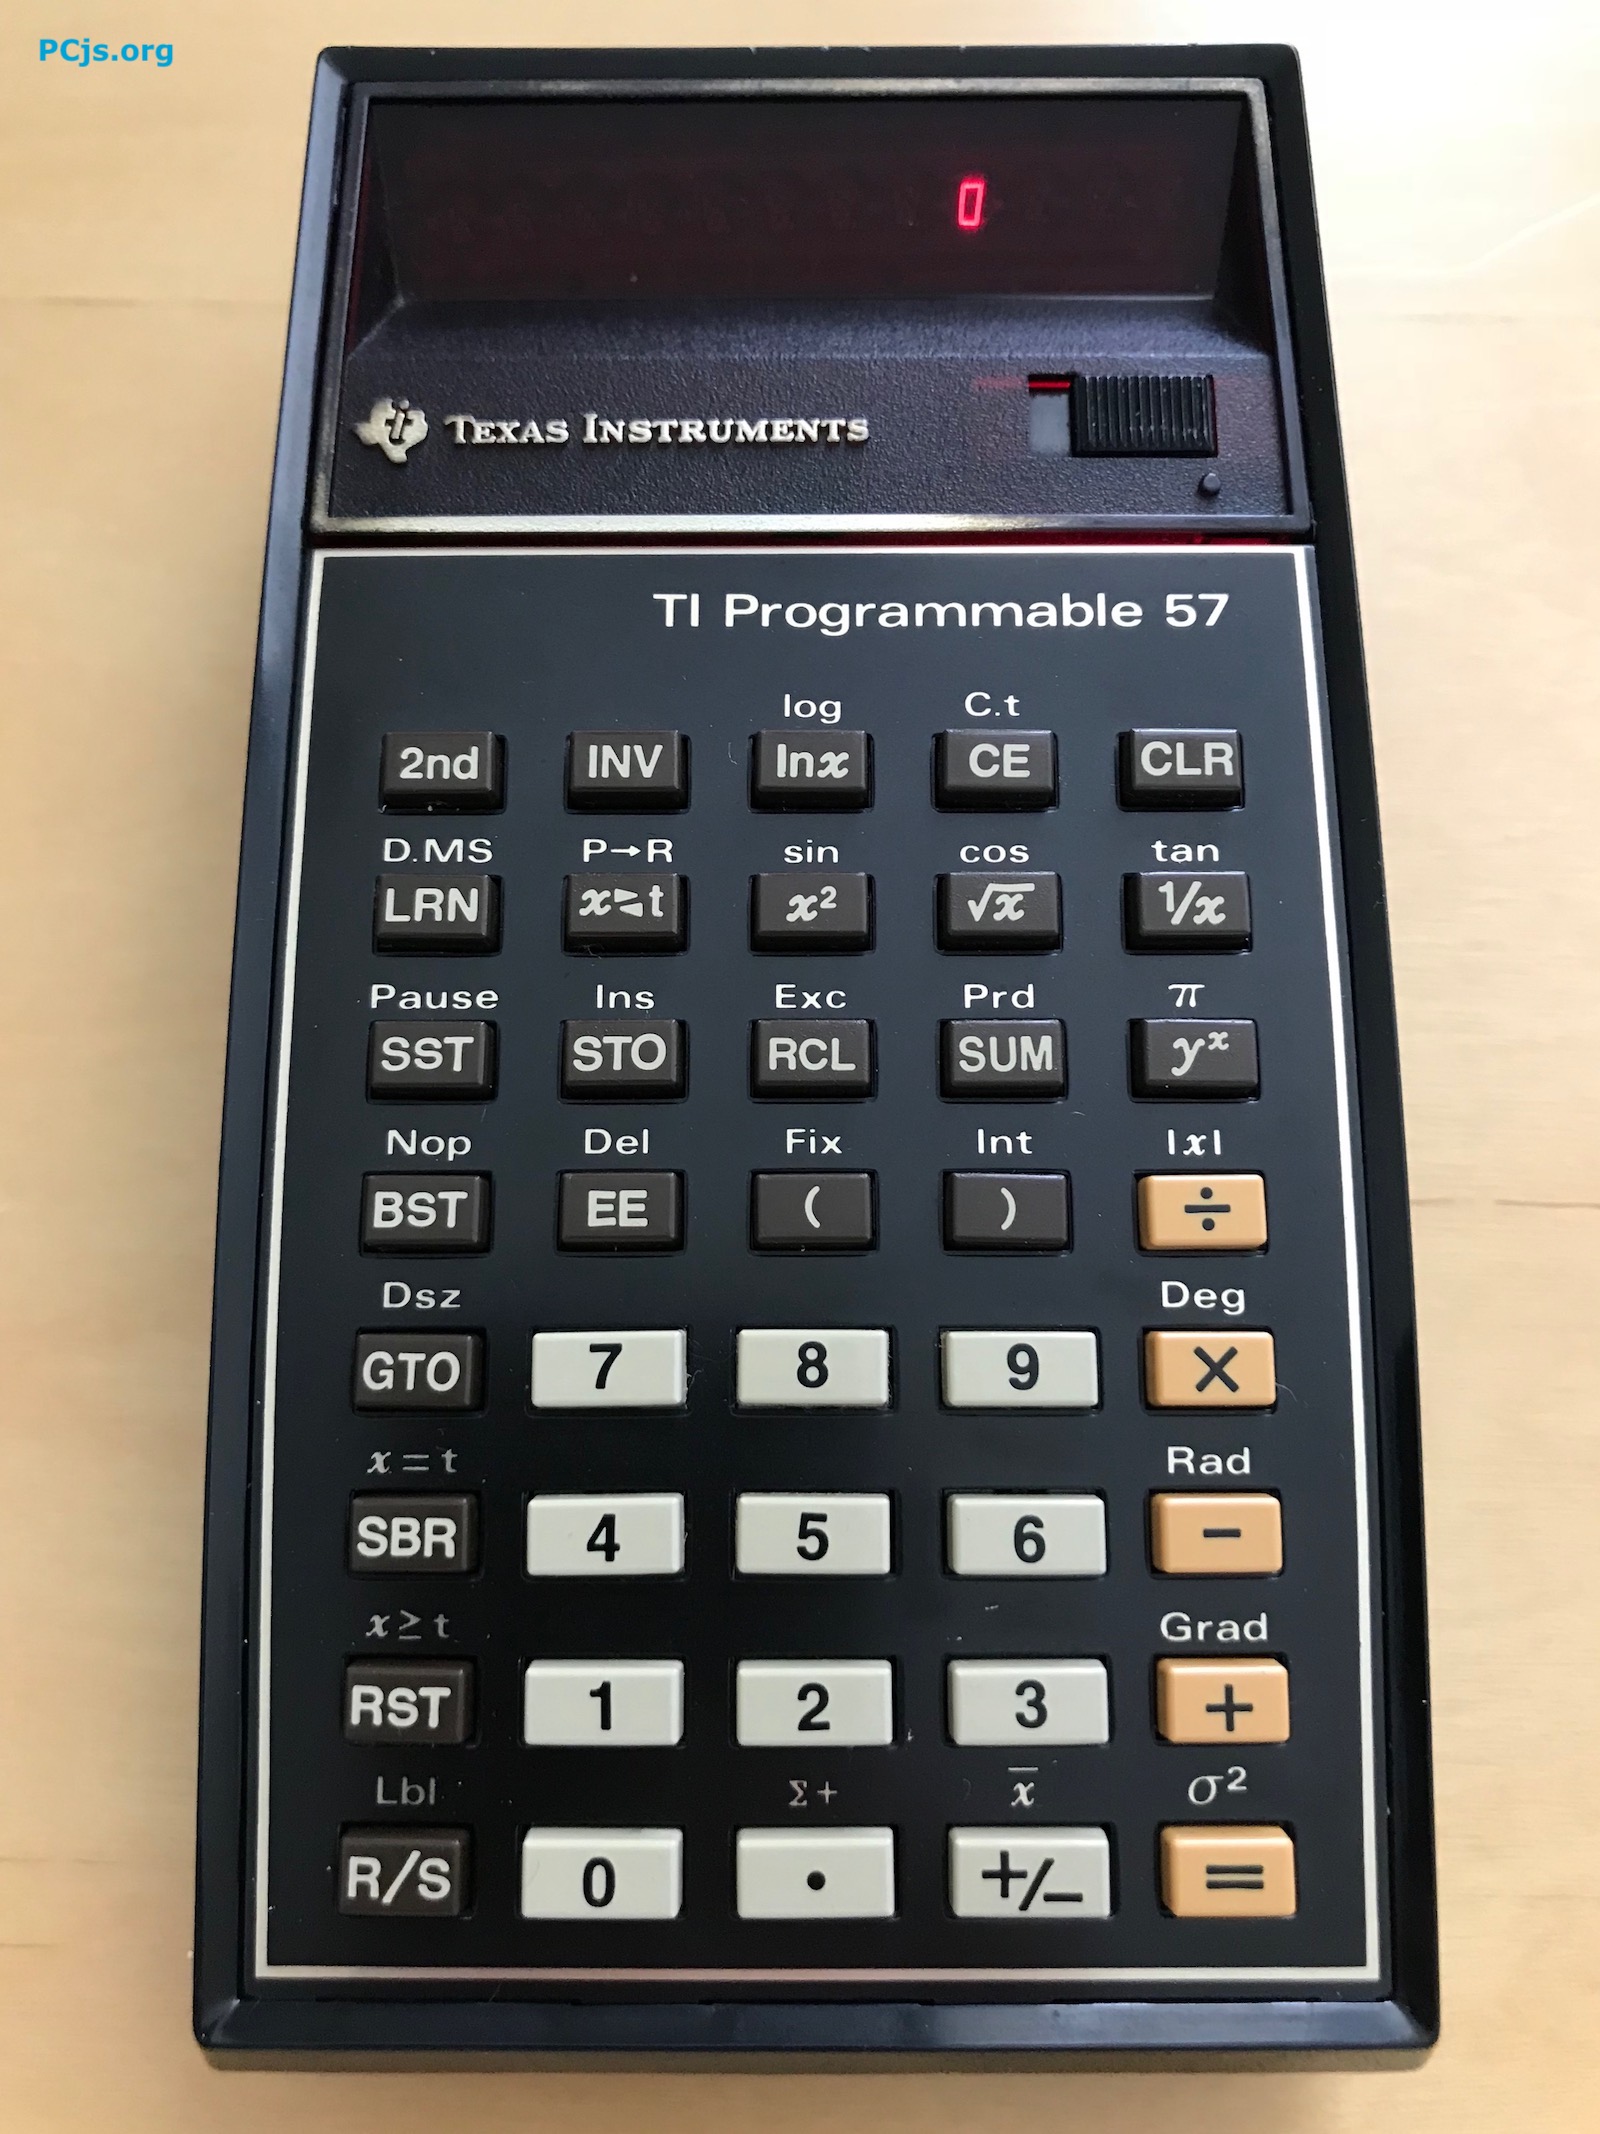 PCjs.org
0
TEXAS INSTRUMENTS
TI Programmable 57
log C.t
2nd INV lnx CE CLR
D.MS P→R sin cos tan
LRN x⮂t x² √x 1/x
Pause Ins Exc Prd π
SST STO RCL SUM yˣ
Nop Del Fix Int |x|
BST EE ( ) ÷
Dsz Deg
GTO 7 8 9 ×
x=t Rad
SBR 4 5 6 −
x≥t Grad
RST 1 2 3 +
Lbl Σ+ x̅ σ²
R/S 0 . +/− =